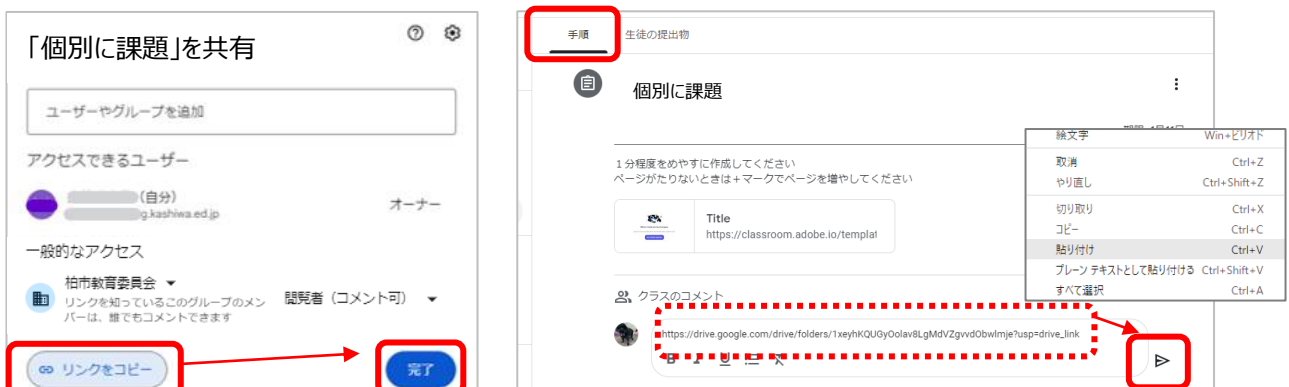 「個別に課題」を共有
ユーザーやグループを追加
アクセスできるユーザー
(自分)
g.kashiwa.ed.jp
オーナー
一般的なアクセス
柏市教育委員会
リンクを知っているこのグループのメン
バーは、誰でもコメントできます
閲覧者（コメント可）
リンクをコピー
完了
手順
生徒の提出物
個別に課題
１分程度をめやすに作成してください
ページがたりないときは＋マークでページを増やしてください
Title
https://classroom.adobe.io/templat
クラスのコメント
https://drive.google.com/drive/folders/1xeyhKQUGyOolav8LgMdVZgvvdObwlmje?usp=drive_link
B I U
絵文字 Win+ピリオド
取消 Ctrl+Z
やり直し Ctrl+Shift+Z
切り取り Ctrl+X
コピー Ctrl+C
貼り付け Ctrl+V
プレーン テキストとして貼り付ける Ctrl+Shift+V
すべて選択 Ctrl+A